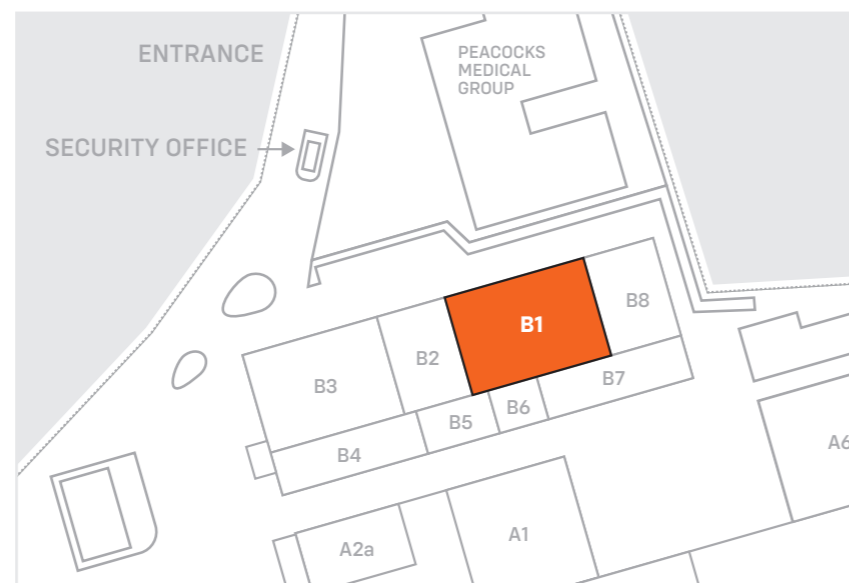 ENTRANCE
PEACOCKS
MEDICAL
GROUP
SECURITY OFFICE
B1
B8
B2
B3
B7
B6
B5
B4
A6
A1
A2a